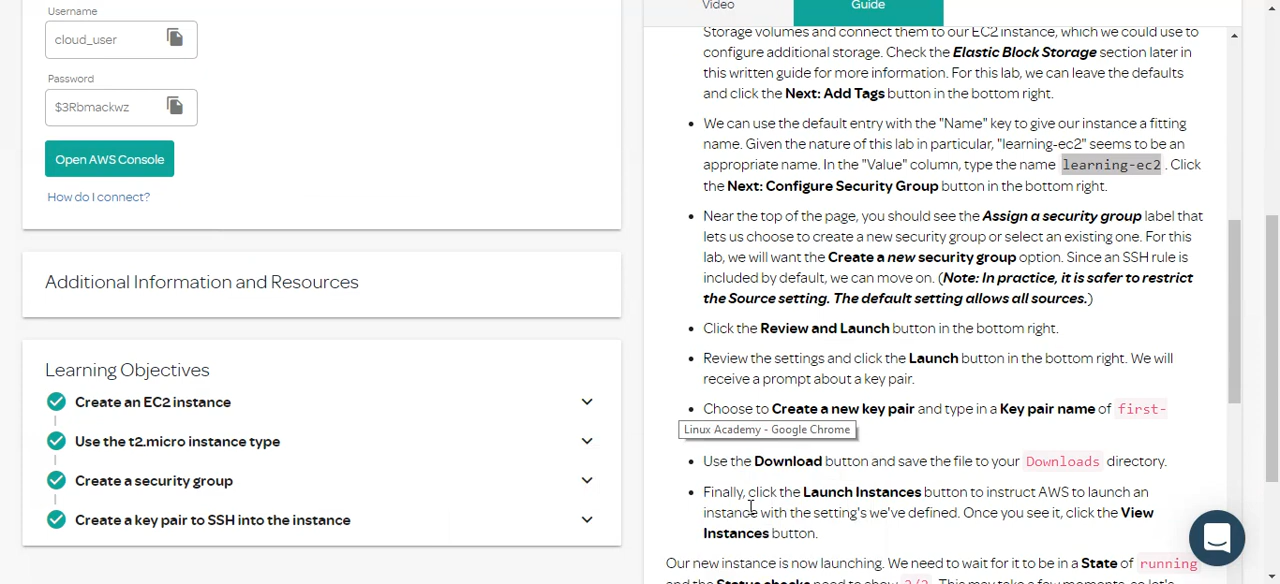 Username
cloud_user
Password
$3Rbmackwz
Open AWS Console
How do I connect?
Additional Information and Resources
Learning Objectives
Create an EC2 instance
Use the t2.micro instance type
Create a security group
Create a key pair to SSH into the instance
Video
Guide
Storage volumes and connect them to our EC2 instance, which we could use to
configure additional storage. Check the Elastic Block Storage section later in
this written guide for more information. For this lab, we can leave the defaults
and click the Next: Add Tags button in the bottom right.
We can use the default entry with the "Name" key to give our instance a fitting
name. Given the nature of this lab in particular, "learning-ec2" seems to be an
appropriate name. In the "Value" column, type the name learning-ec2 . Click
the Next: Configure Security Group button in the bottom right.
Near the top of the page, you should see the Assign a security group label that
lets us choose to create a new security group or select an existing one. For this
lab, we will want the Create a new security group option. Since an SSH rule is
included by default, we can move on. (Note: In practice, it is safer to restrict
the Source setting. The default setting allows all sources.)
Click the Review and Launch button in the bottom right.
Review the settings and click the Launch button in the bottom right. We will
receive a prompt about a key pair.
Choose to Create a new key pair and type in a Key pair name of first-
Linux Academy - Google Chrome
Use the Download button and save the file to your Downloads directory.
Finally, click the Launch Instances button to instruct AWS to launch an
instance with the setting's we've defined. Once you see it, click the View
Instances button.
Our new instance is now launching. We need to wait for it to be in a State of running
and the Status checks need to show 2/2 . This may take a few moments, so let's